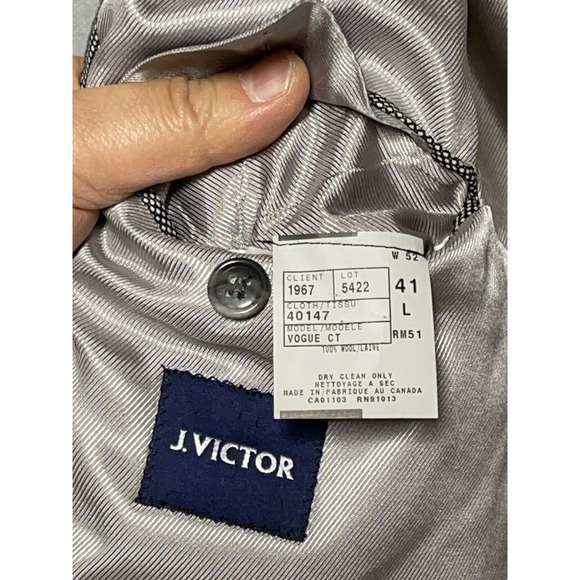 W 52
CLIENT LOT
1967 5422
41
CLOTH/TISSU
40147
L
MODEL/MODELE
VOGUE CT
RM51
100% WOOL/LAINE
DRY CLEAN ONLY
NETTOYAGE A SEC
MADE IN/FABRIQUE AU CANADA
CA01103 RN91013
J.VICTOR